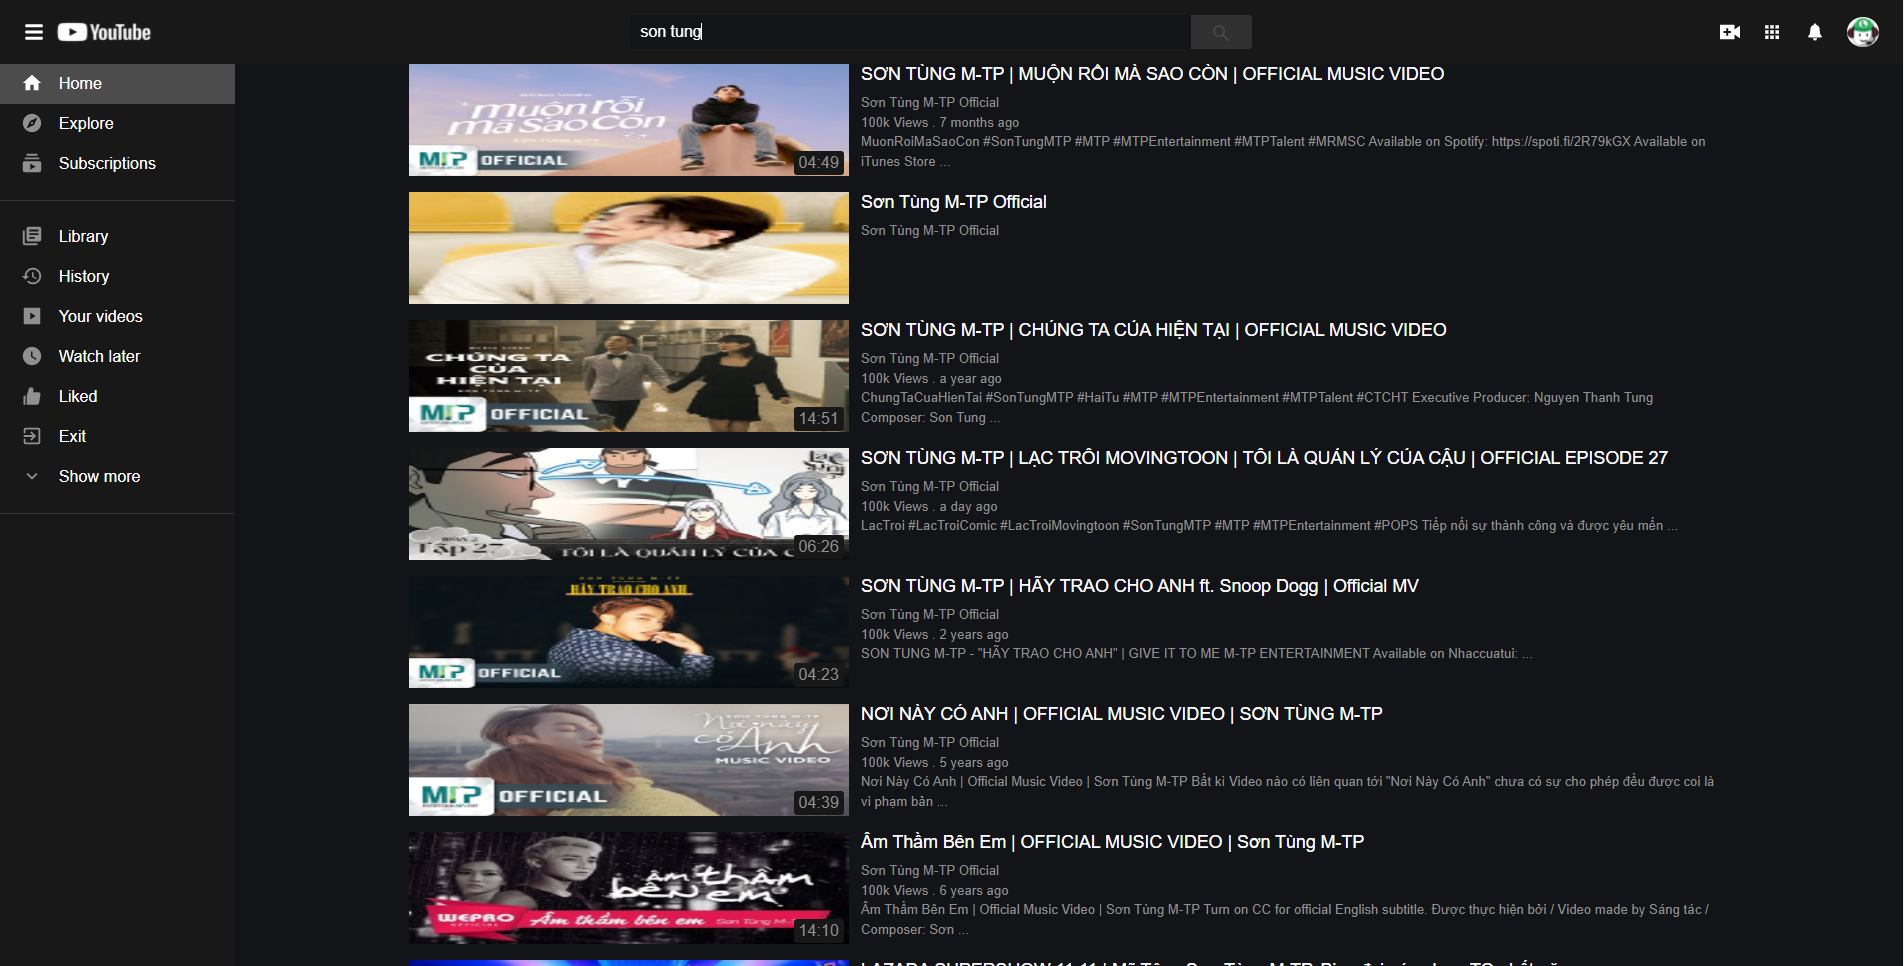 YouTube
son tung
Home
Explore
Subscriptions
Library
History
Your videos
Watch later
Liked
Exit
Show more
muộn rồi
mà sao còn
SƠN TÙNG M-TP
MTP OFFICIAL
04:49
SƠN TÙNG M-TP | MUỘN RỒI MÀ SAO CÒN | OFFICIAL MUSIC VIDEO
Sơn Tùng M-TP Official
100k Views . 7 months ago
MuonRoiMaSaoCon #SonTungMTP #MTP #MTPEntertainment #MTPTalent #MRMSC Available on Spotify: https://spoti.fi/2R79kGX Available on
iTunes Store ...
Sơn Tùng M-TP Official
Sơn Tùng M-TP Official
MUSIC VIDEO
CHÚNG TA
CỦA
HIỆN TẠI
SƠN TÙNG M-TP
MTP OFFICIAL
14:51
SƠN TÙNG M-TP | CHÚNG TA CỦA HIỆN TẠI | OFFICIAL MUSIC VIDEO
Sơn Tùng M-TP Official
100k Views . a year ago
ChungTaCuaHienTai #SonTungMTP #HaiTu #MTP #MTPEntertainment #MTPTalent #CTCHT Executive Producer: Nguyen Thanh Tung
Composer: Son Tung ...
Tập 27
TÔI LÀ QUẢN LÝ CỦA C
06:26
SƠN TÙNG M-TP | LẠC TRÔI MOVINGTOON | TÔI LÀ QUẢN LÝ CỦA CẬU | OFFICIAL EPISODE 27
Sơn Tùng M-TP Official
100k Views . a day ago
LacTroi #LacTroiComic #LacTroiMovingtoon #SonTungMTP #MTP #MTPEntertainment #POPS Tiếp nối sự thành công và được yêu mến ...
SƠN TÙNG M-TP
HÃY TRAO CHO ANH
MTP OFFICIAL
04:23
SƠN TÙNG M-TP | HÃY TRAO CHO ANH ft. Snoop Dogg | Official MV
Sơn Tùng M-TP Official
100k Views . 2 years ago
SON TUNG M-TP - "HÃY TRAO CHO ANH" | GIVE IT TO ME M-TP ENTERTAINMENT Available on Nhaccuatui: ...
SƠN TÙNG M-TP
Nơi này
có Anh
MUSIC VIDEO
MTP OFFICIAL
04:39
NƠI NÀY CÓ ANH | OFFICIAL MUSIC VIDEO | SƠN TÙNG M-TP
Sơn Tùng M-TP Official
100k Views . 5 years ago
Nơi Này Có Anh | Official Music Video | Sơn Tùng M-TP Bất kì Video nào có liên quan tới "Nơi Này Có Anh" chưa có sự cho phép đều được coi là
vi phạm bản ...
âm thầm
bên em
WEPRO
OFFICIAL
Âm thầm bên em
Sơn Tùng M-T
14:10
Âm Thầm Bên Em | OFFICIAL MUSIC VIDEO | Sơn Tùng M-TP
Sơn Tùng M-TP Official
100k Views . 6 years ago
Âm Thầm Bên Em | Official Music Video | Sơn Tùng M-TP Turn on CC for official English subtitle. Được thực hiện bởi / Video made by Sáng tác /
Composer: Sơn ...
LAZADA SUPERSHOW 11.11